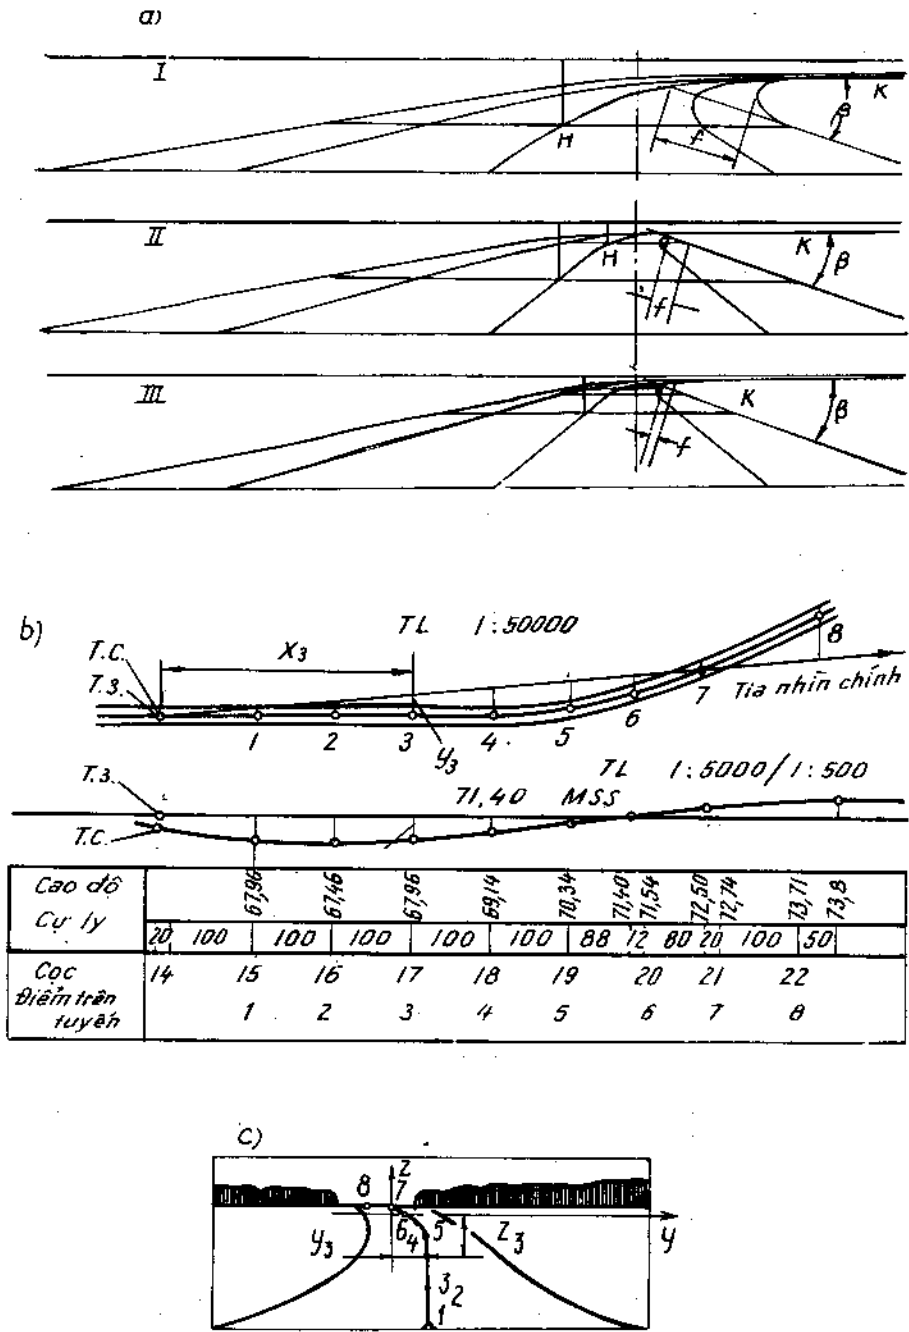 a)
I
K
β
H
f
II
K
β
H
f
III
K
β
f
b)
TL 1:50000
T.C.
X3
8
T.3.
Tia nhìn chính
1 2 3 4 5 6 7
y3
T.3.
TL 1:5000/1:500
71,40 MSS
T.C.
Cao độ 67,96 67,46 67,96 69,14 70,34 71,40 71,54 72,50 72,74 73,71 73,8
Cự ly 20 100 100 100 100 100 88 12 80 20 100 50
Cọc 14 15 16 17 18 19 20 21 22
Điểm trên tuyến 1 2 3 4 5 6 7 8
c)
z
8 7
6 4 5
y3
z3
y
3 2
1